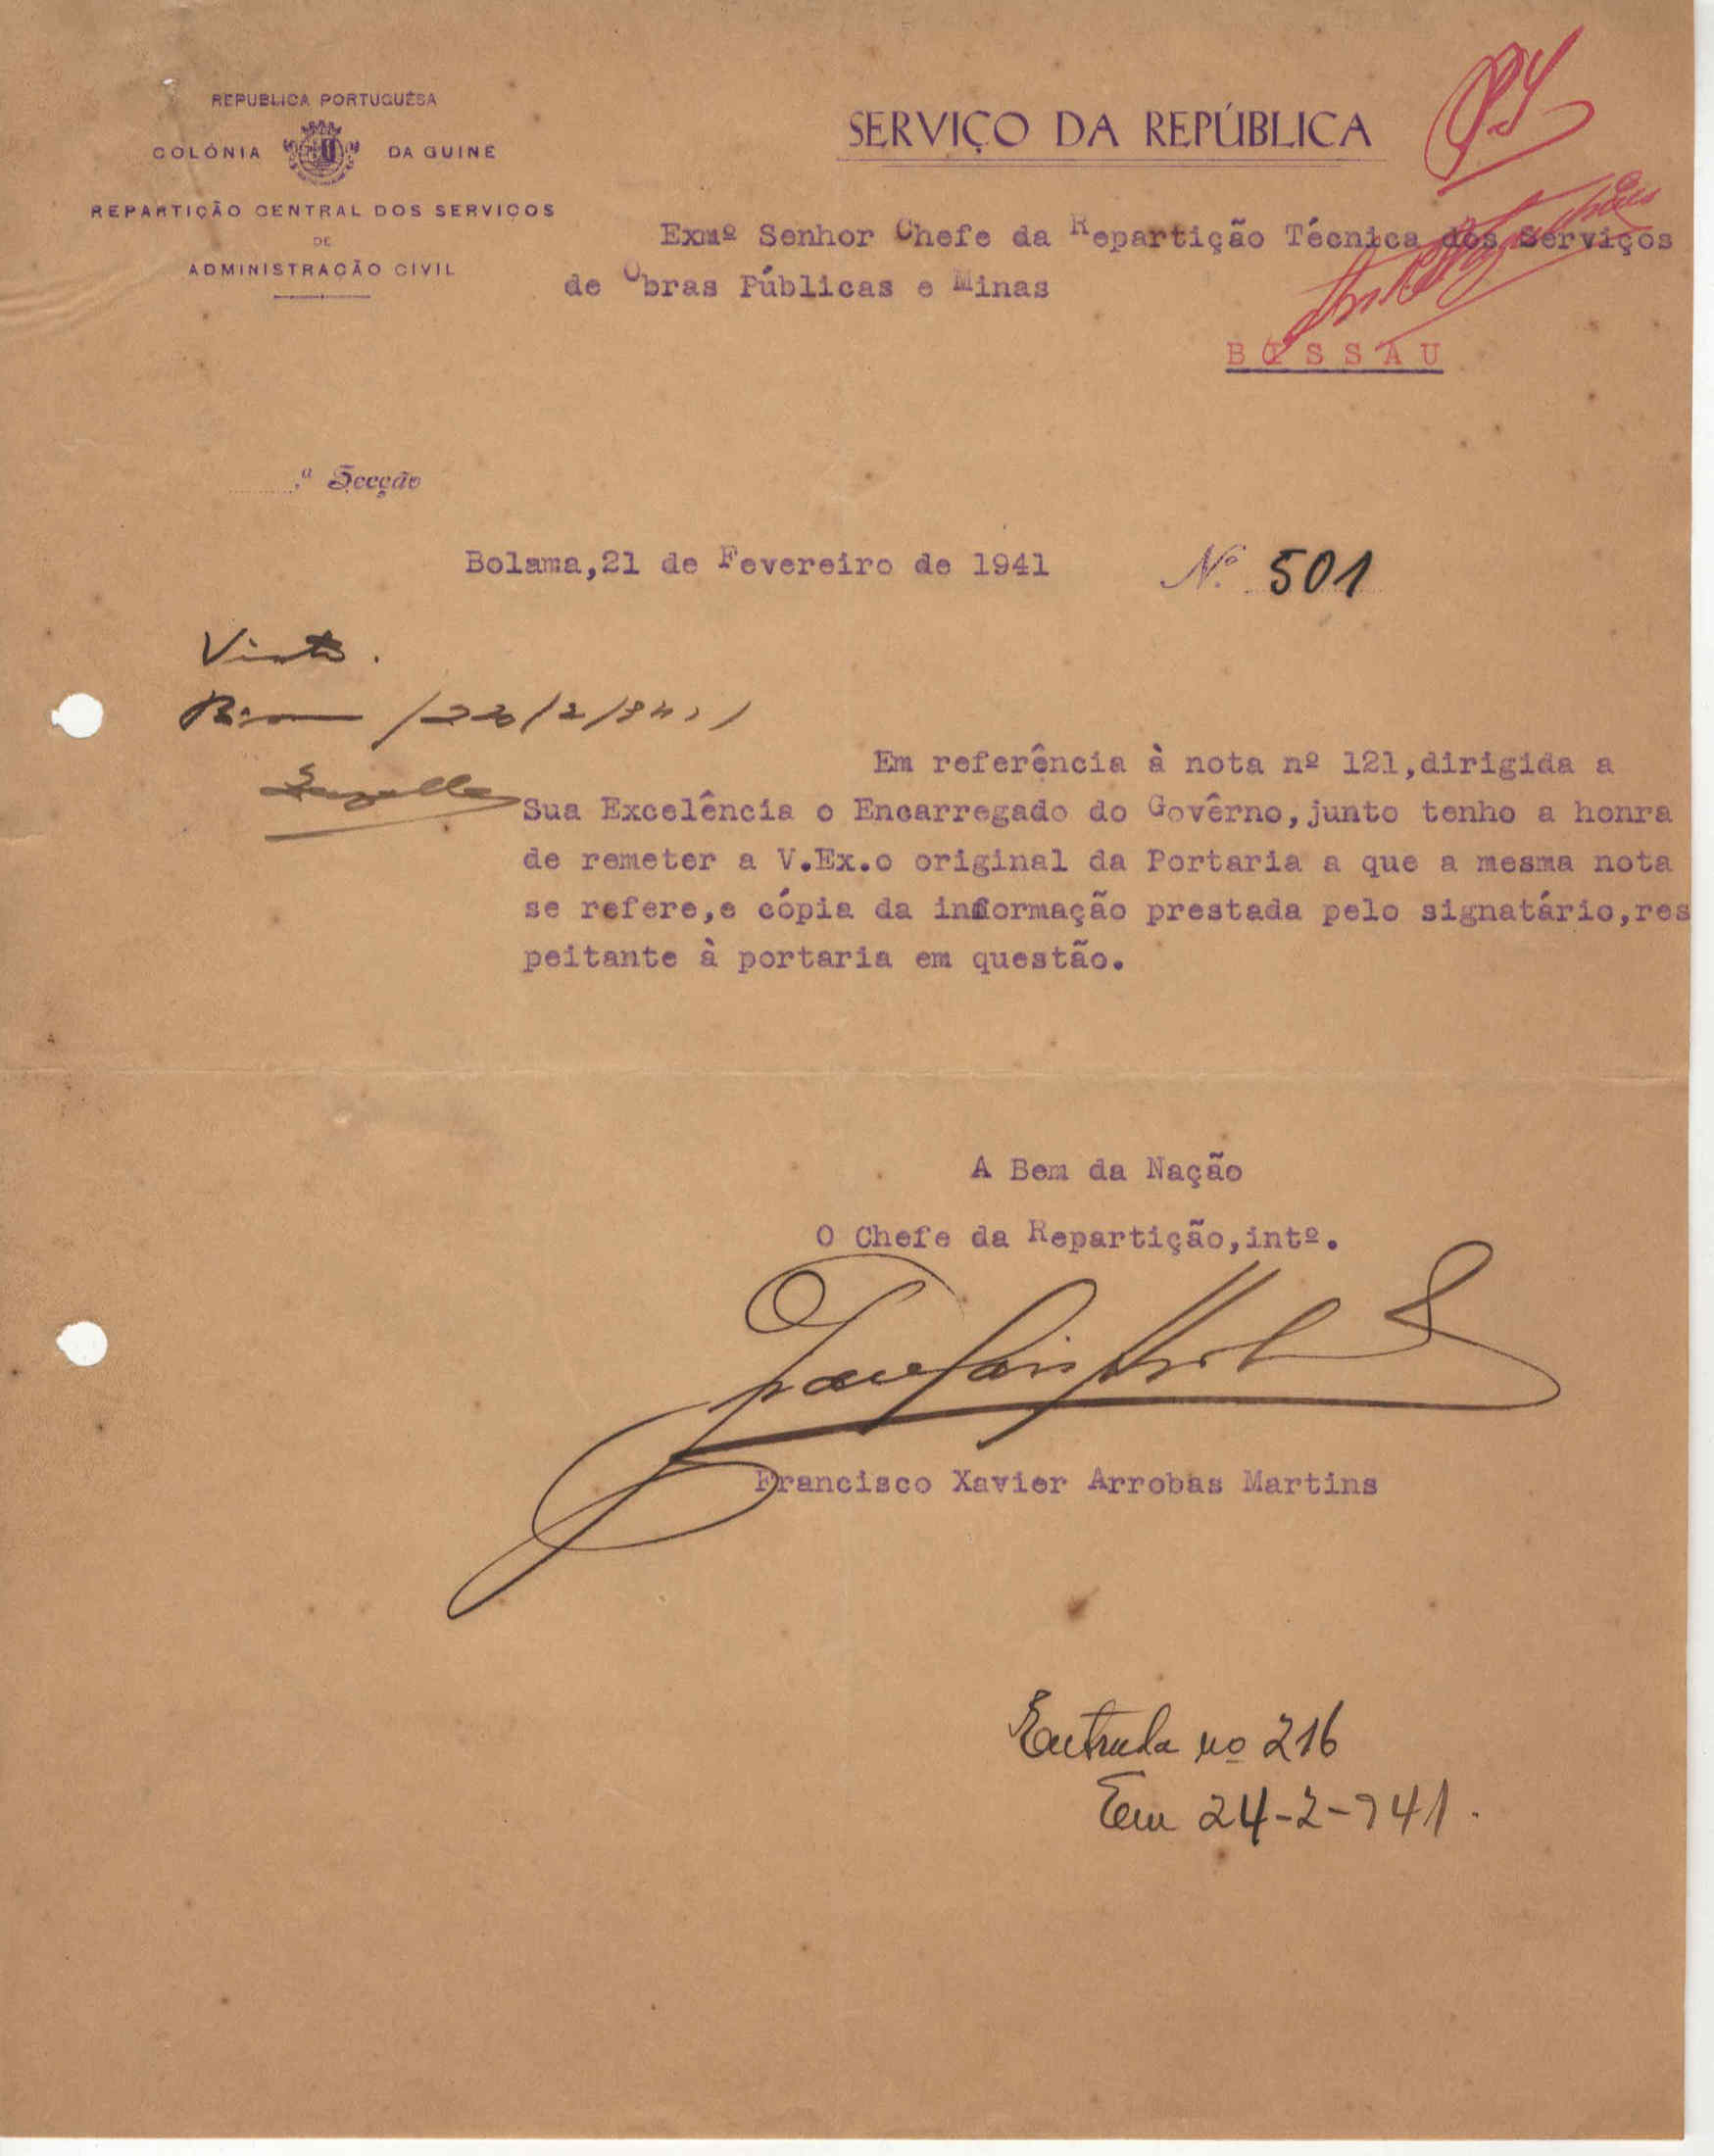 REPUBLICA PORTUGUÊSA
COLÓNIA DA GUINÉ
REPARTIÇÃO CENTRAL DOS SERVIÇOS
DE
ADMINISTRAÇÃO CIVIL
SERVIÇO DA REPÚBLICA
Exmº Senhor Chefe da Repartição Técnica dos Serviços
de Obras Públicas e Minas
BISSAU
.ª Secção
Bolama,21 de Fevereiro de 1941
Nº 501
Visto.
Em referência à nota nº 121,dirigida a
Sua Excelência o Encarregado do Govêrno,junto tenho a honra
de remeter a V.Ex.o original da Portaria a que a mesma nota
se refere,e cópia da informação prestada pelo signatário,res
peitante à portaria em questão.
A Bem da Nação
O Chefe da Repartição,intº.
Francisco Xavier Arrobas Martins
Entrada nº 216
Em 24-2-941.